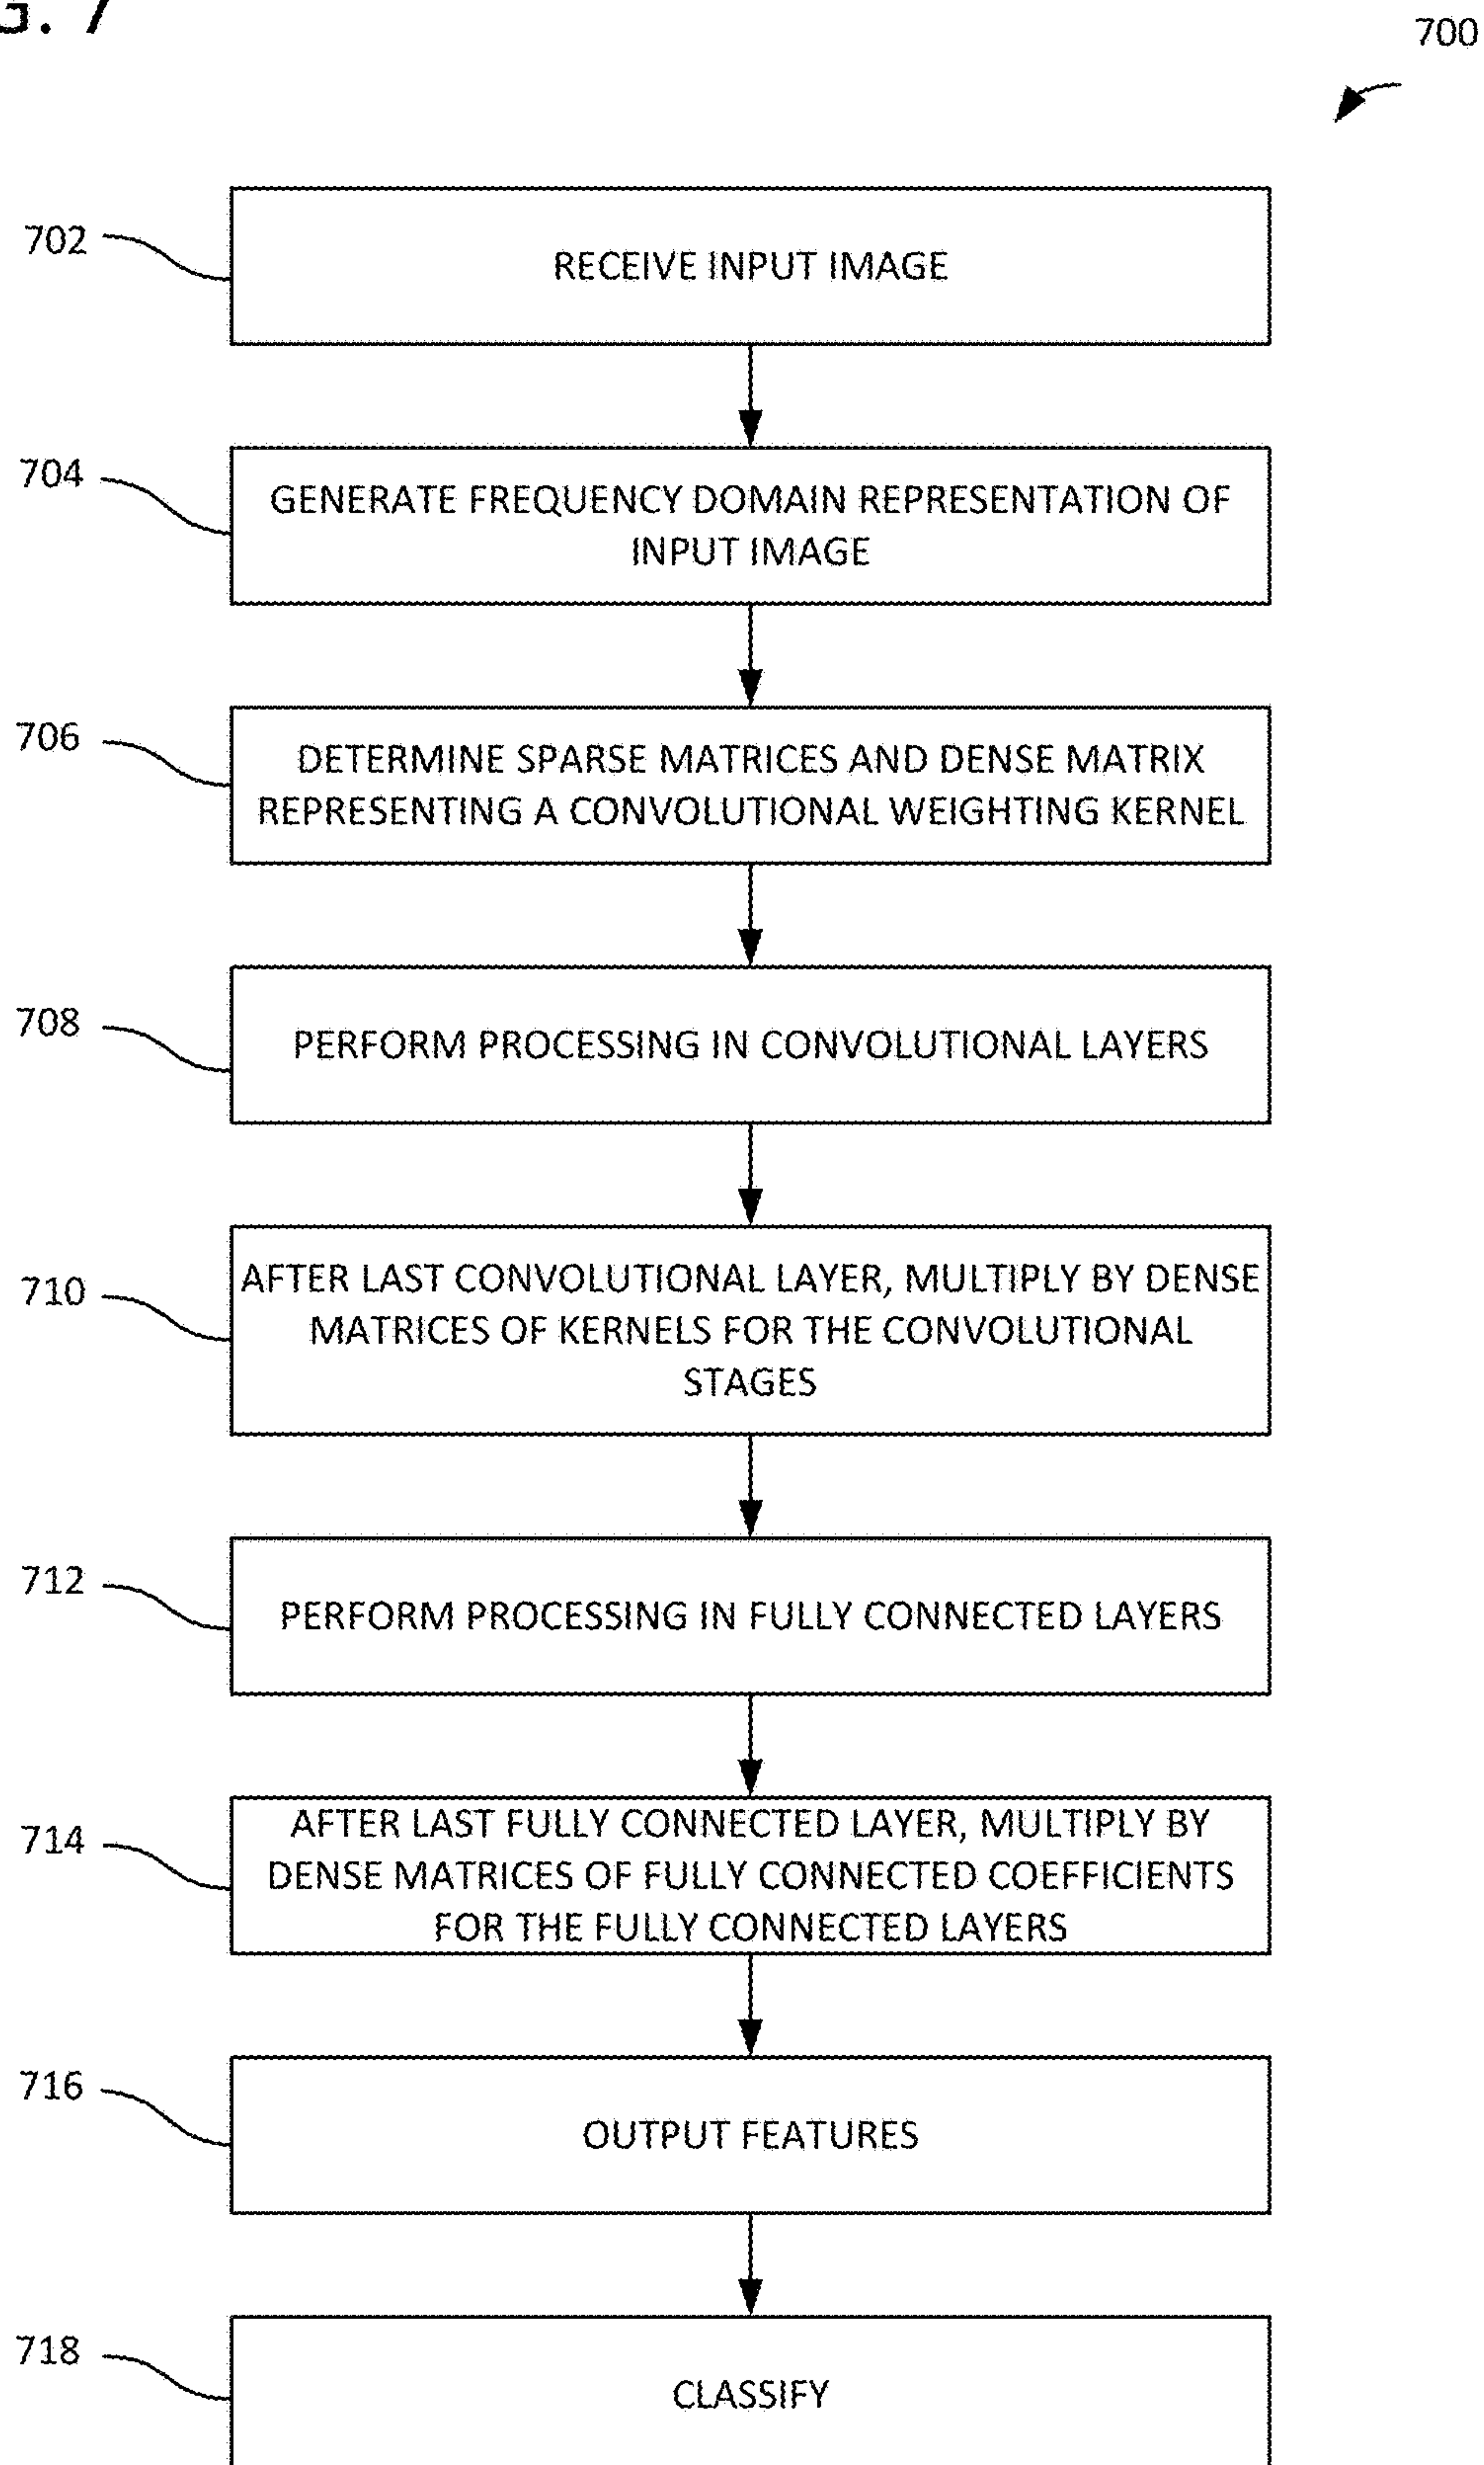 G. 7
700
702
RECEIVE INPUT IMAGE
704
GENERATE FREQUENCY DOMAIN REPRESENTATION OF
INPUT IMAGE
706
DETERMINE SPARSE MATRICES AND DENSE MATRIX
REPRESENTING A CONVOLUTIONAL WEIGHTING KERNEL
708
PERFORM PROCESSING IN CONVOLUTIONAL LAYERS
710
AFTER LAST CONVOLUTIONAL LAYER, MULTIPLY BY DENSE
MATRICES OF KERNELS FOR THE CONVOLUTIONAL
STAGES
712
PERFORM PROCESSING IN FULLY CONNECTED LAYERS
714
AFTER LAST FULLY CONNECTED LAYER, MULTIPLY BY
DENSE MATRICES OF FULLY CONNECTED COEFFICIENTS
FOR THE FULLY CONNECTED LAYERS
716
OUTPUT FEATURES
718
CLASSIFY